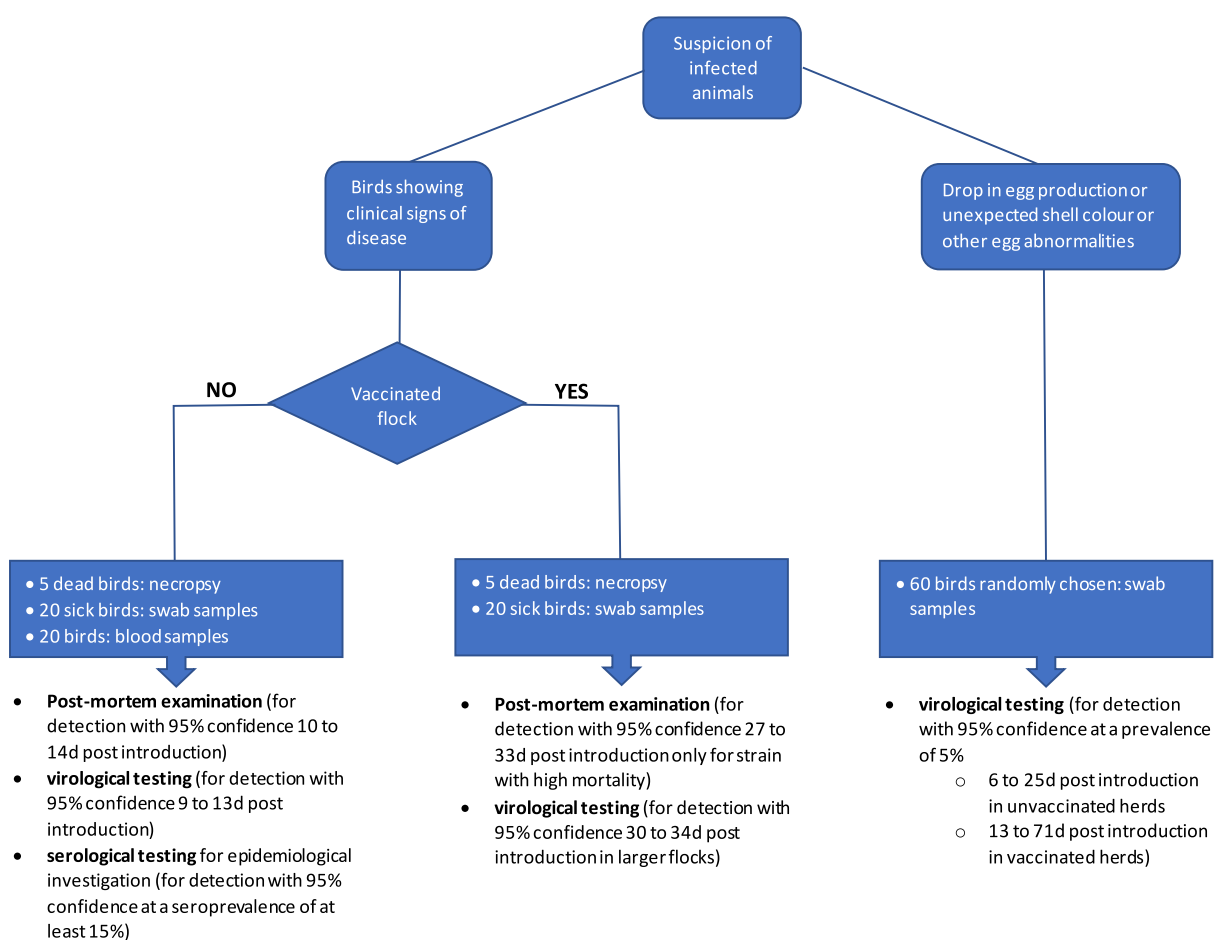 Suspicion of
infected
animals
Birds showing
clinical signs of
disease
Drop in egg production or
unexpected shell colour or
other egg abnormalities
NO
Vaccinated
flock
YES
• 5 dead birds: necropsy
• 20 sick birds: swab samples
• 20 birds: blood samples
• 5 dead birds: necropsy
• 20 sick birds: swab samples
• 60 birds randomly chosen: swab
samples
• Post-mortem examination (for
detection with 95% confidence 10 to
14d post introduction)
• virological testing (for detection with
95% confidence 9 to 13d post
introduction)
• serological testing for epidemiological
investigation (for detection with 95%
confidence at a seroprevalence of at
least 15%)
• Post-mortem examination (for
detection with 95% confidence 27 to
33d post introduction only for strain
with high mortality)
• virological testing (for detection with
95% confidence 30 to 34d post
introduction in larger flocks)
• virological testing (for detection
with 95% confidence at a prevalence
of 5%
o 6 to 25d post introduction
in unvaccinated herds
o 13 to 71d post introduction
in vaccinated herds)